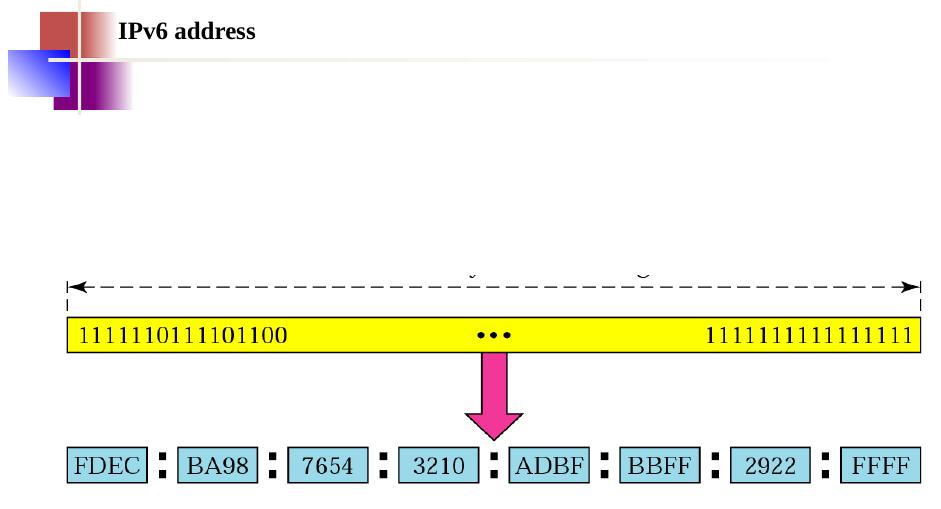 IPv6 address
1111110111101100 ••• 1111111111111111
FDEC : BA98 : 7654 : 3210 : ADBF : BBFF : 2922 : FFFF